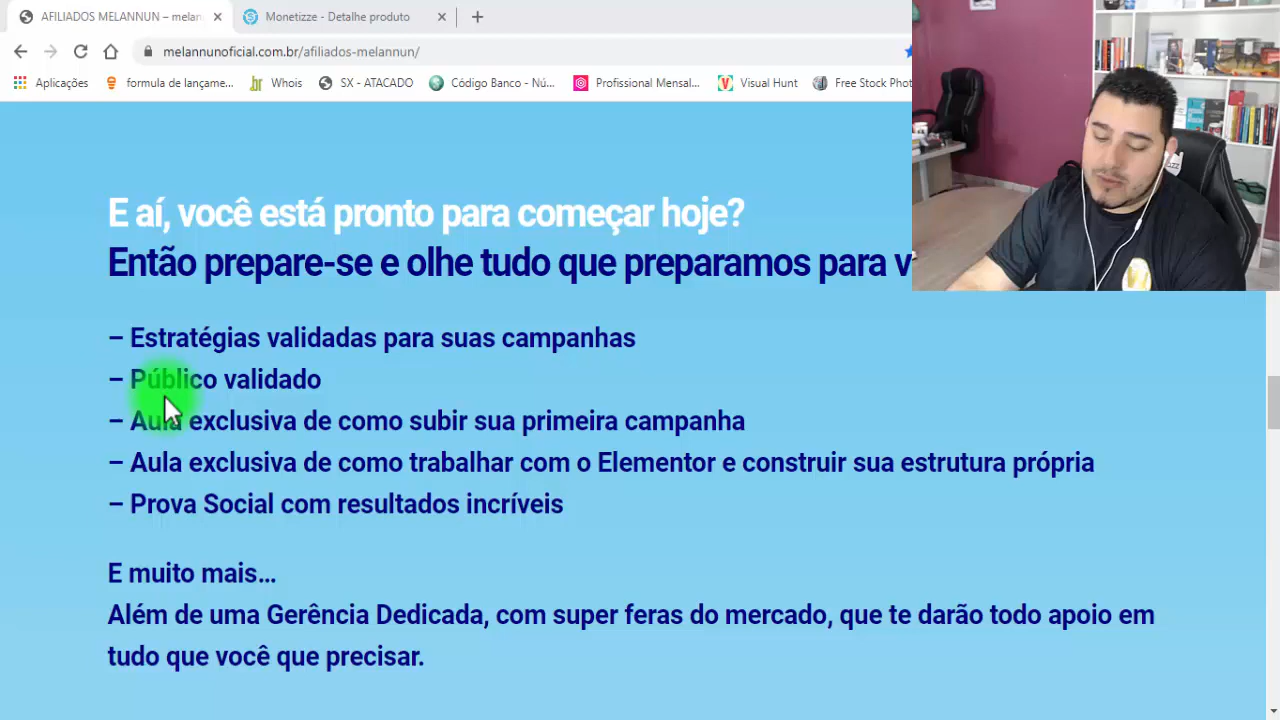 AFILIADOS MELANNUN – melan
Monetizze - Detalhe produto
melannunoficial.com.br/afiliados-melannun/
Aplicações
formula de lançame...
Whois
SX - ATACADO
Código Banco - Nú...
Profissional Mensal...
Visual Hunt
Free Stock Phot
E aí, você está pronto para começar hoje?
Então prepare-se e olhe tudo que preparamos para v
– Estratégias validadas para suas campanhas
– Público validado
– Aula exclusiva de como subir sua primeira campanha
– Aula exclusiva de como trabalhar com o Elementor e construir sua estrutura própria
– Prova Social com resultados incríveis
E muito mais...
Além de uma Gerência Dedicada, com super feras do mercado, que te darão todo apoio em
tudo que você que precisar.